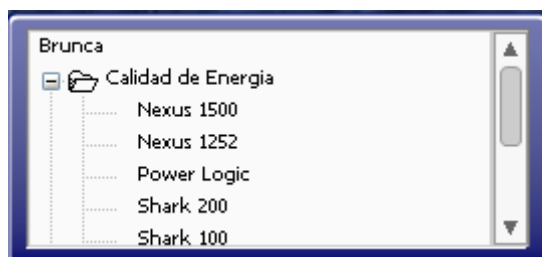 Brunca
Calidad de Energia
Nexus 1500
Nexus 1252
Power Logic
Shark 200
Shark 100